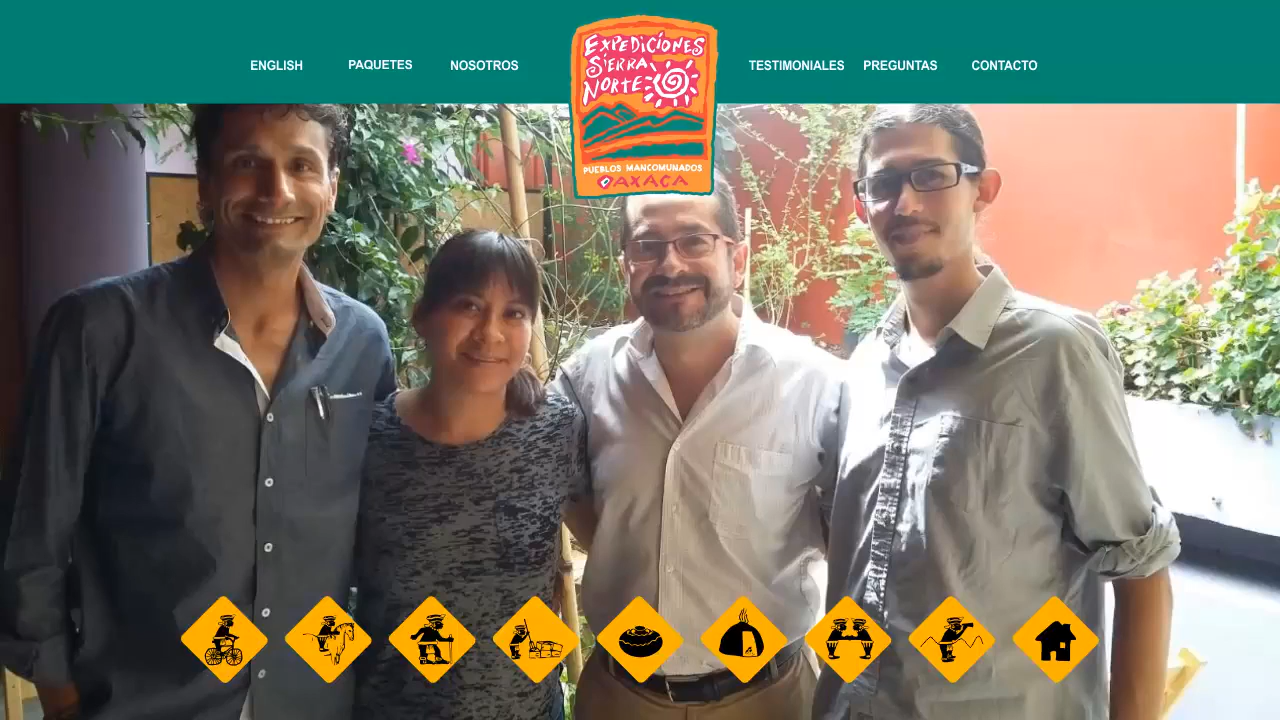 ENGLISH
PAQUETES
NOSOTROS
EXPEDICIONES
SIERRA
NORTE
PUEBLOS MANCOMUNADOS
OAXACA
TESTIMONIALES
PREGUNTAS
CONTACTO